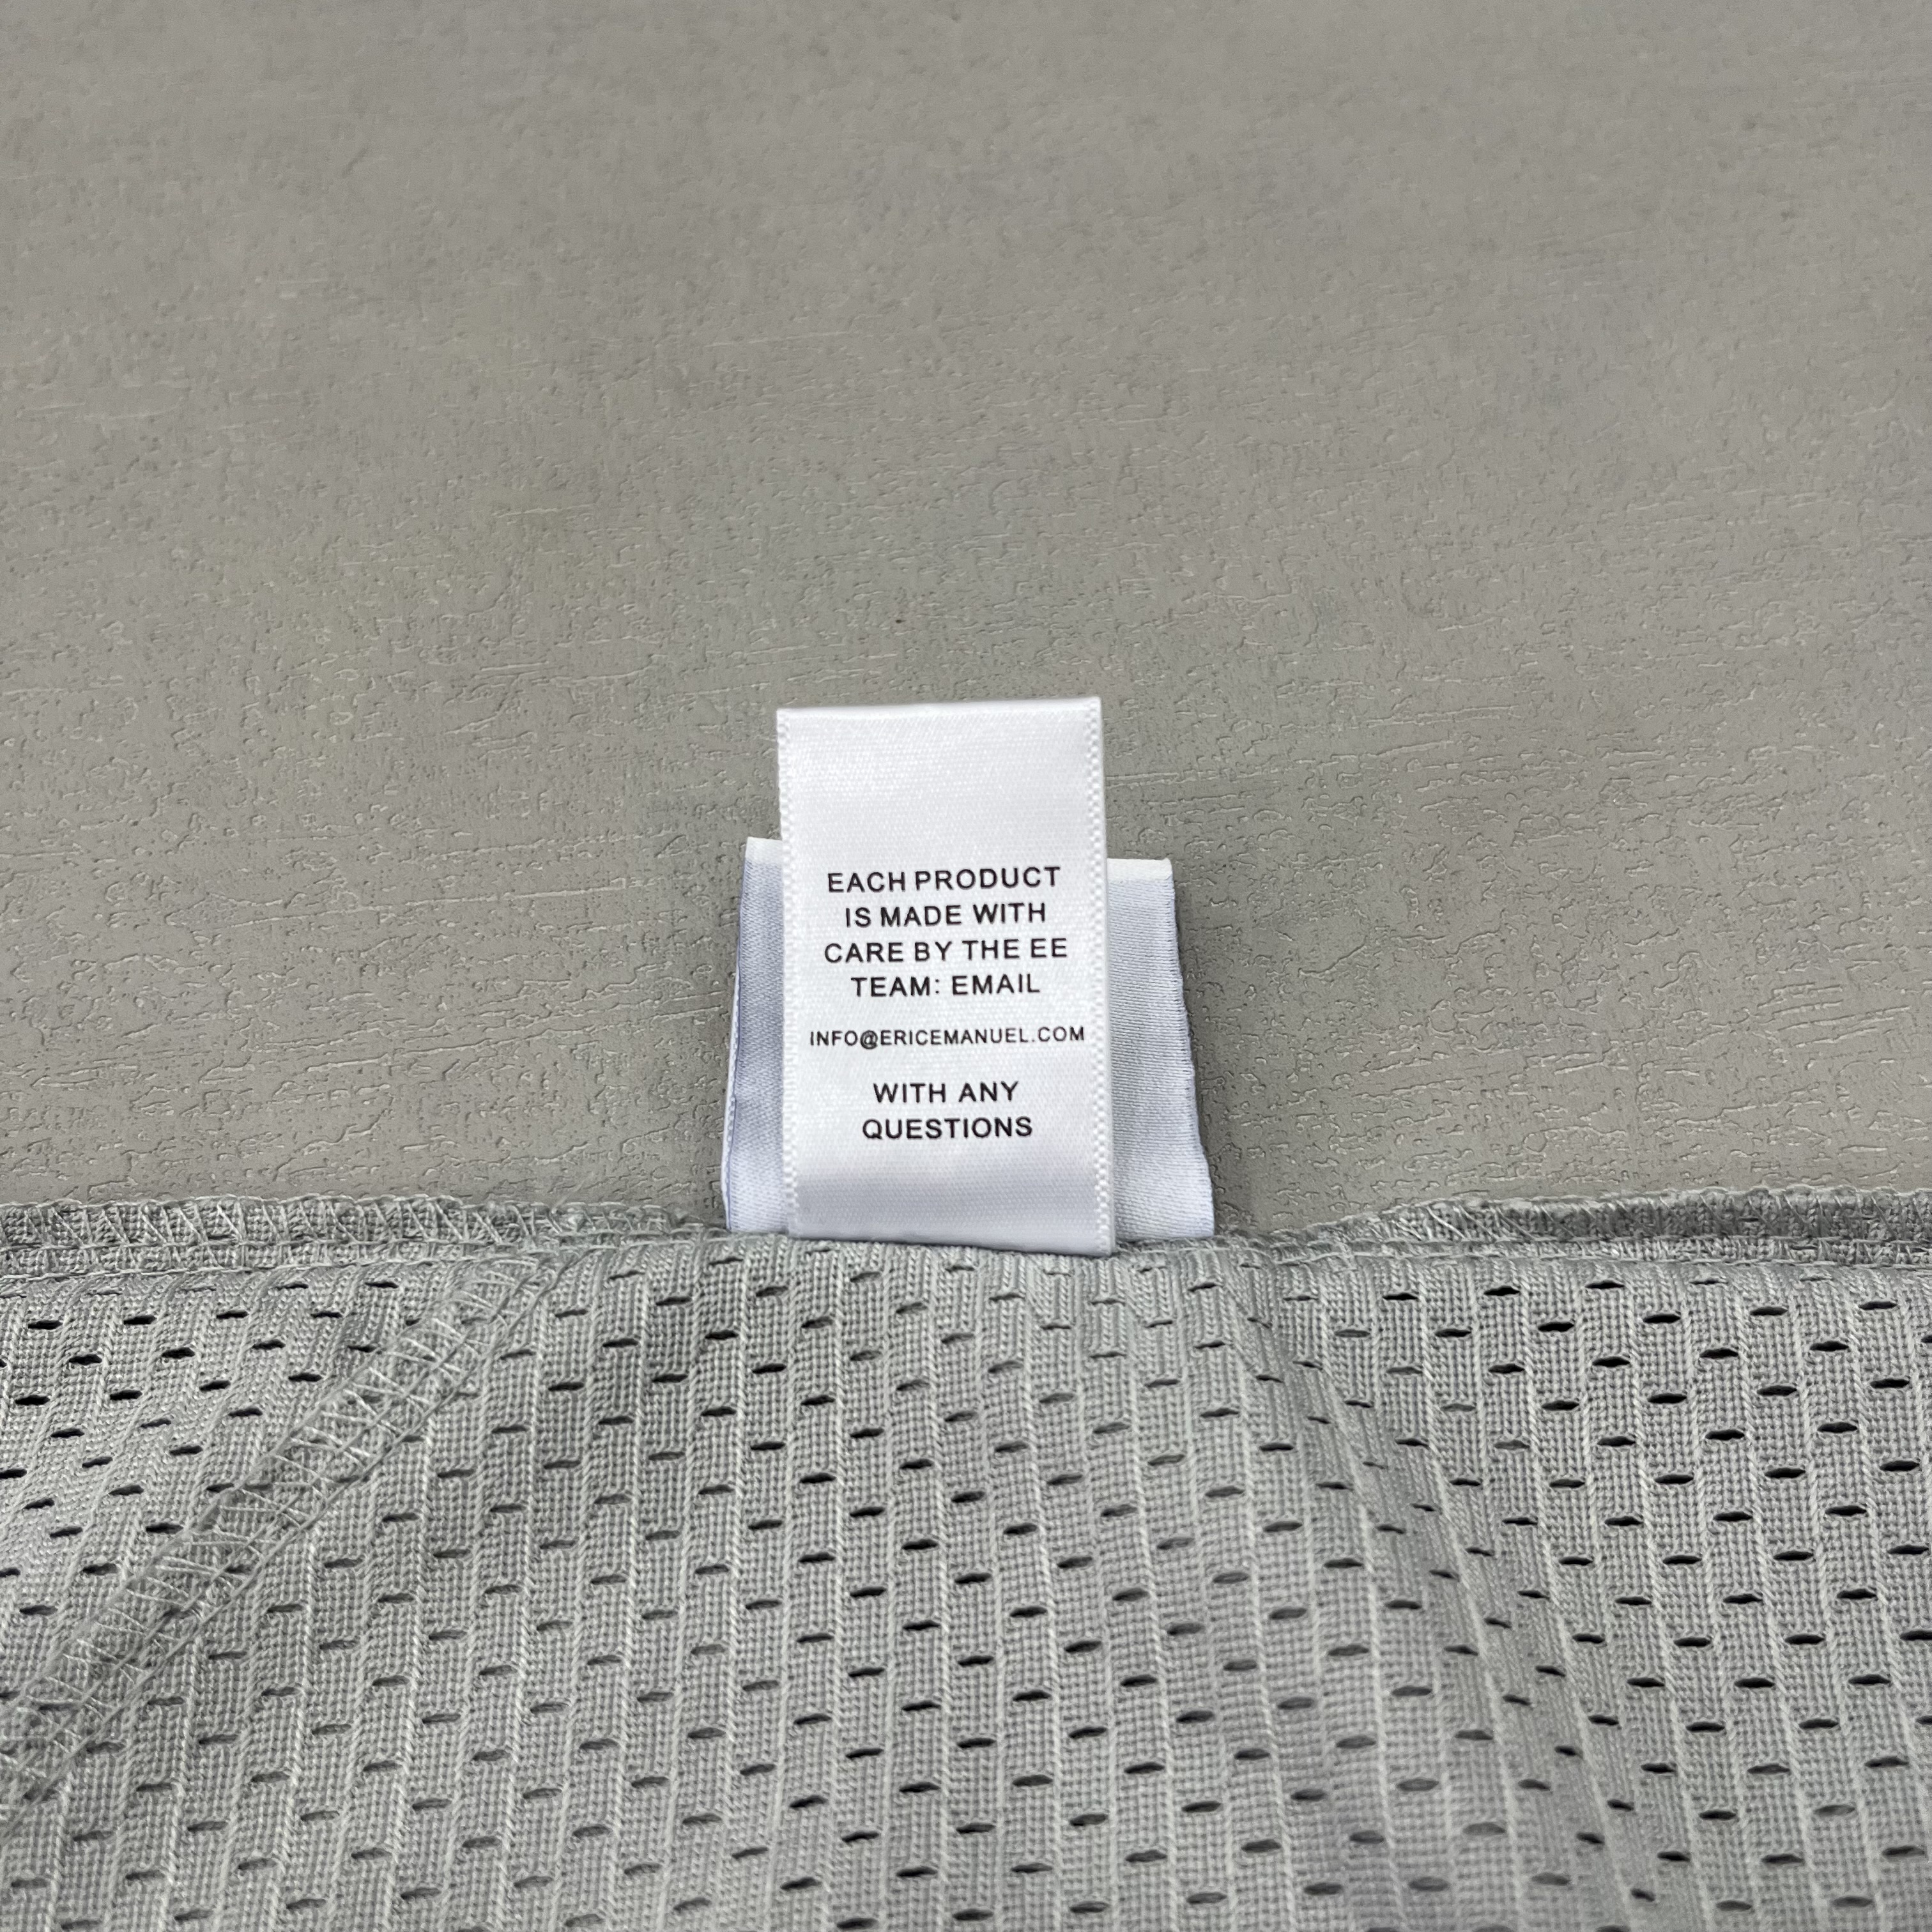 EACH PRODUCT
IS MADE WITH
CARE BY THE EE
TEAM: EMAIL
INFO@ERICEMANUEL.COM
WITH ANY
QUESTIONS